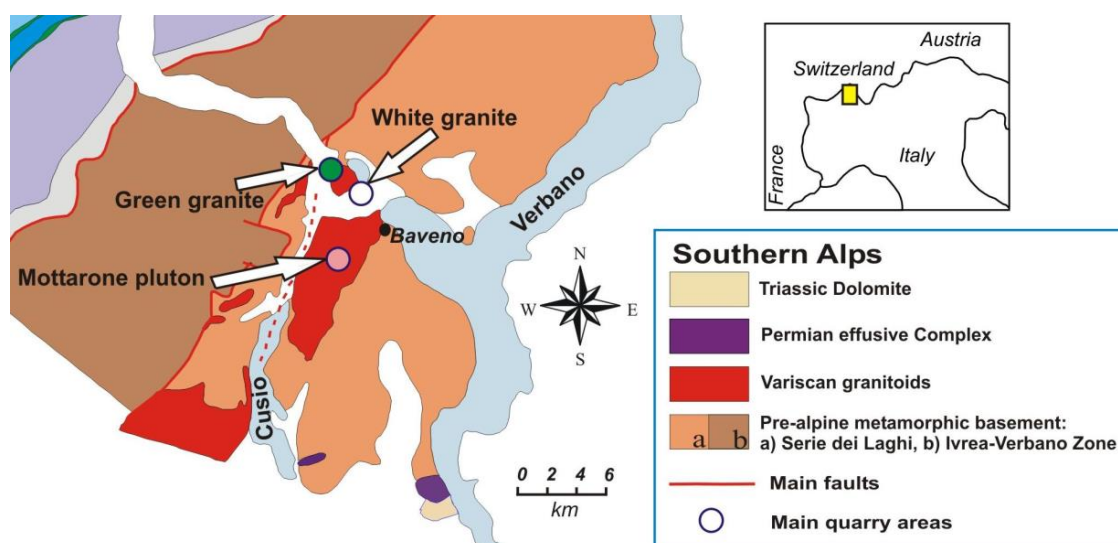 White granite
Green granite
Verbano
Baveno
Mottarone pluton
Cusio
N
W
E
S
0 2 4 6
km
Austria
Switzerland
Italy
France
Southern Alps
Triassic Dolomite
Permian effusive Complex
Variscan granitoids
a b
Pre-alpine metamorphic basement:
a) Serie dei Laghi, b) Ivrea-Verbano Zone
Main faults
Main quarry areas